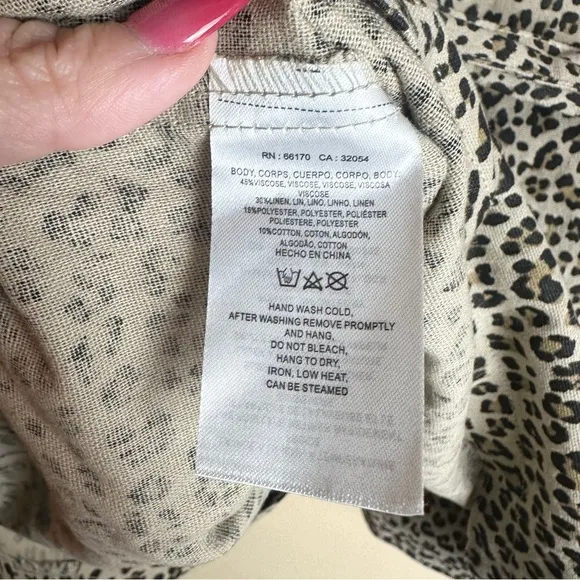 RN : 66170 CA : 32054
BODY, CORPS, CUERPO, CORPO, BODY:
45%VISCOSE, VISCOSE, VISCOSE, VISCOSA
VISCOSE
30%LINEN, LIN, LINO, LINHO, LINEN
15%POLYESTER, POLYESTER, POLIÉSTER
POLIESTERE, POLYESTER
10%COTTON, COTON, ALGODÓN,
ALGODÃO, COTTON
HECHO EN CHINA
HAND WASH COLD,
AFTER WASHING REMOVE PROMPTLY
AND HANG,
DO NOT BLEACH,
HANG TO DRY,
IRON, LOW HEAT,
CAN BE STEAMED